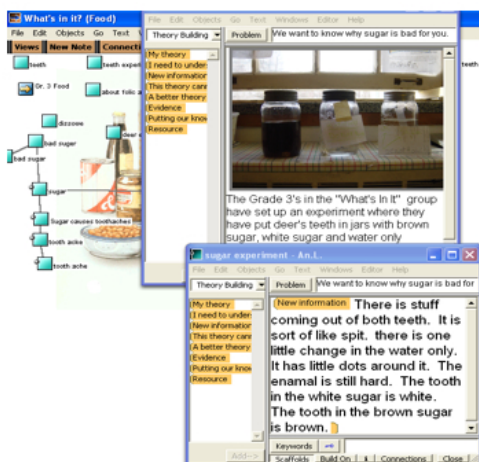 What's in it? (Food)
File Edit Objects
Views New Note Connecti
teeth
teeth experi
Gr. 3 Food
about folic a
dizzzeee
deer e
bad sugar
bad sugar
sugar
sugar causes toothaches
tooth ake
tooth ache
teeth
File Edit Objects Go Text Windows Editor Help
Theory Building
Problem
We want to know why sugar is bad for you.
My theory
I need to under
New information
This theory cann
A better theory
Evidence
Putting our know
Resource
The Grade 3's in the "What's In It" group
have set up an experiment where they
have put deer's teeth in jars with brown
sugar, white sugar and water only
sugar experiment - An.L.
File Edit Objects Go Text Windows Editor Help
Theory Building
Problem
We want to know why sugar is bad for
My theory
I need to under
New information
This theory cann
A better theory
Evidence
Putting our know
Resource
Add-->
New information There is stuff
coming out of both teeth. It is
sort of like spit. there is one
little change in the water only.
It has little dots around it. The
enamal is still hard. The tooth
in the white sugar is white.
The tooth in the brown sugar
is brown.
Keywords
Scaffolds Build On Connections Close